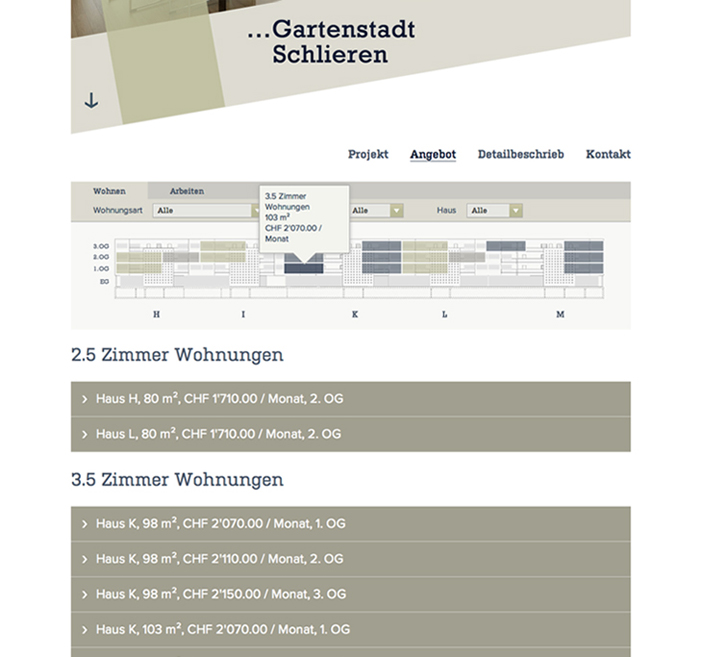 ...Gartenstadt
Schlieren
Projekt Angebot Detailbeschrieb Kontakt
Wohnen Arbeiten
Wohnungsart Alle Alle Haus Alle
3.5 Zimmer
Wohnungen
103 m²
CHF 2'070.00 /
Monat
3.OG
2.OG
1.OG
EG
H I K L M
2.5 Zimmer Wohnungen
Haus H, 80 m², CHF 1'710.00 / Monat, 2. OG
Haus L, 80 m², CHF 1'710.00 / Monat, 2. OG
3.5 Zimmer Wohnungen
Haus K, 98 m², CHF 2'070.00 / Monat, 1. OG
Haus K, 98 m², CHF 2'110.00 / Monat, 2. OG
Haus K, 98 m², CHF 2'150.00 / Monat, 3. OG
Haus K, 103 m², CHF 2'070.00 / Monat, 1. OG